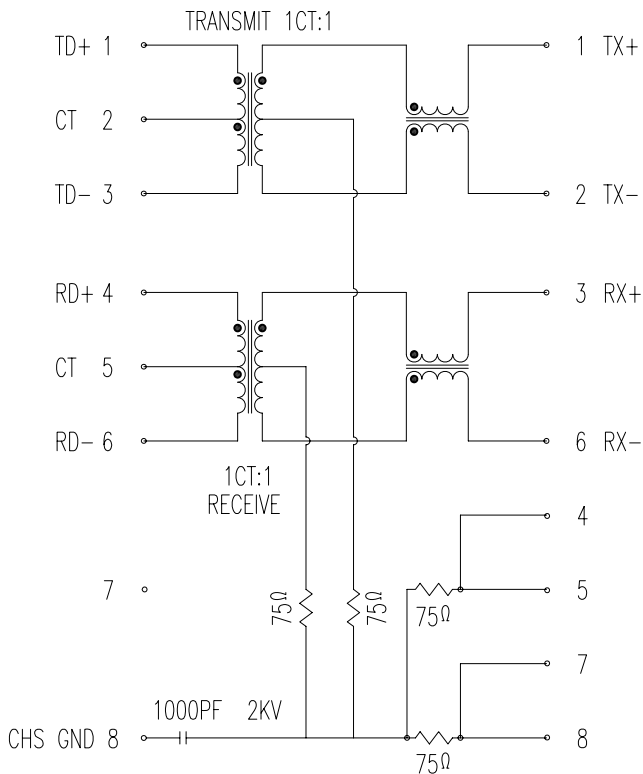 TRANSMIT 1CT:1
TD+ 1
1 TX+
CT 2
TD- 3
2 TX-
RD+ 4
3 RX+
CT 5
RD- 6
6 RX-
1CT:1
RECEIVE
4
7
75Ω
75Ω
75Ω
5
7
1000PF 2KV
CHS GND 8
8
75Ω